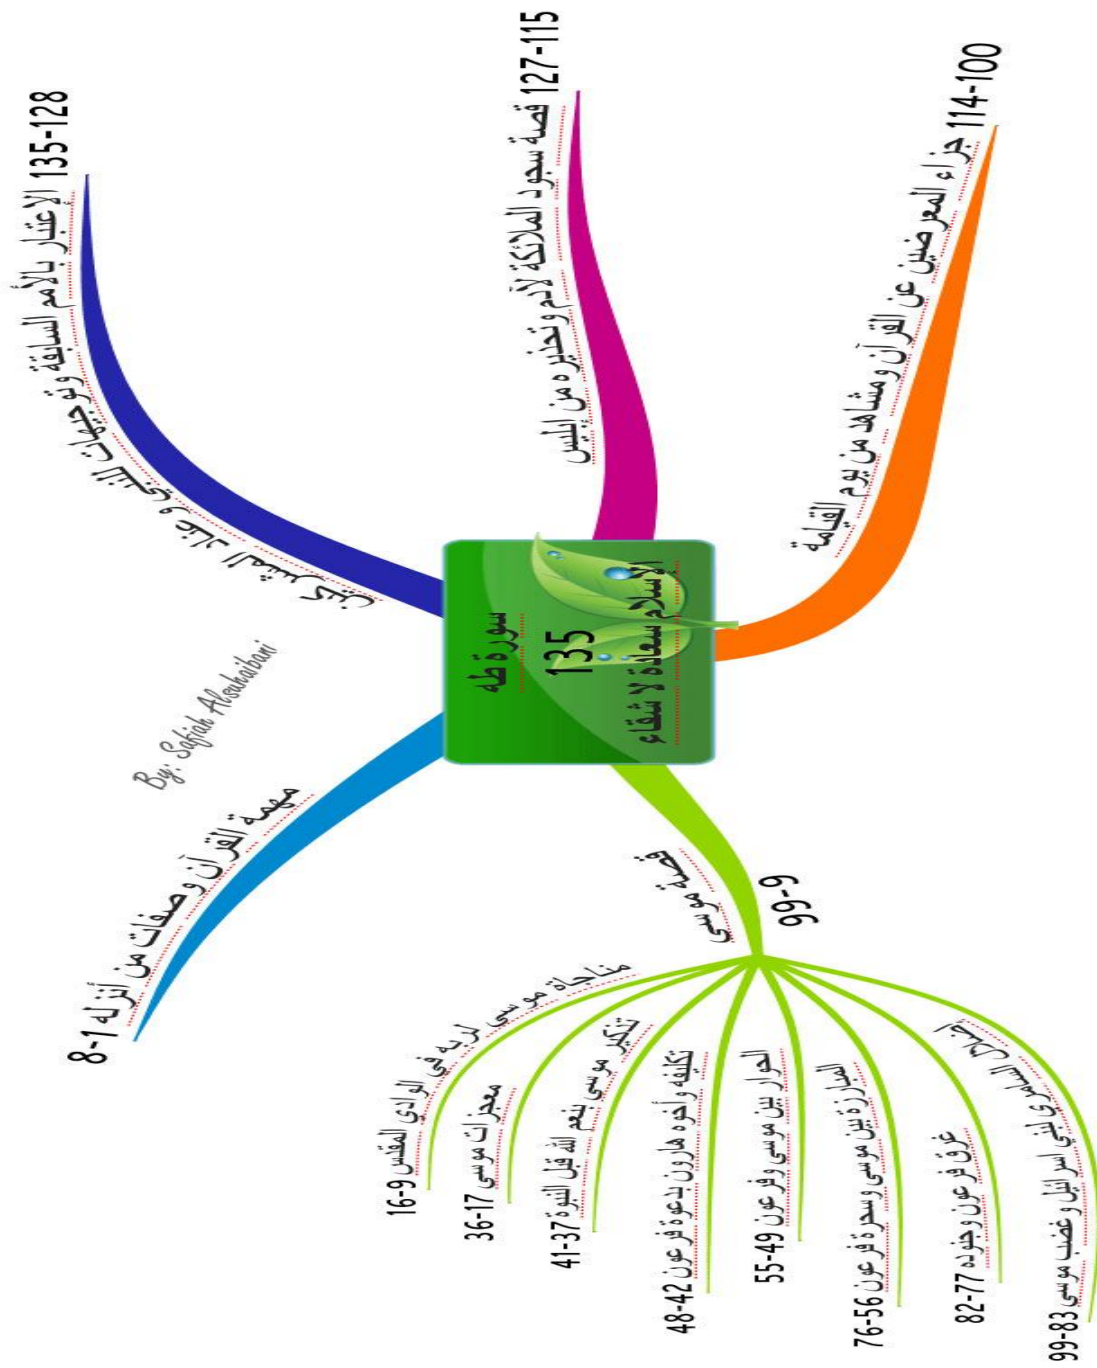 سورة طه
135
الإسلام سعادة لا شقاء
مهمة القرآن وصفات من أنزله 1-8
قصة موسى
9-99
مناجاة موسى لربه في الوادي المقدس 9-16
معجزات موسى 17-36
تذكير موسى بنعم الله قبل النبوة 37-41
تكليفه وأخوه هارون بدعوة فرعون 42-48
الحوار بين موسى وفرعون 49-55
المبارزة بين موسى وسحرة فرعون 56-76
غرق فرعون وجنوده 77-82
إضلال السامري لبني اسرائيل وغضب موسى 83-99
جزاء المعرضين عن القرآن ومشاهد من يوم القيامة 100-114
قصة سجود الملائكة لآدم وتحذيره من إبليس 115-127
الإعتبار بالأمم السابقة وتوجيهات للنبي وعناد المشركين 128-135
By: Safiah Alsuhaibani